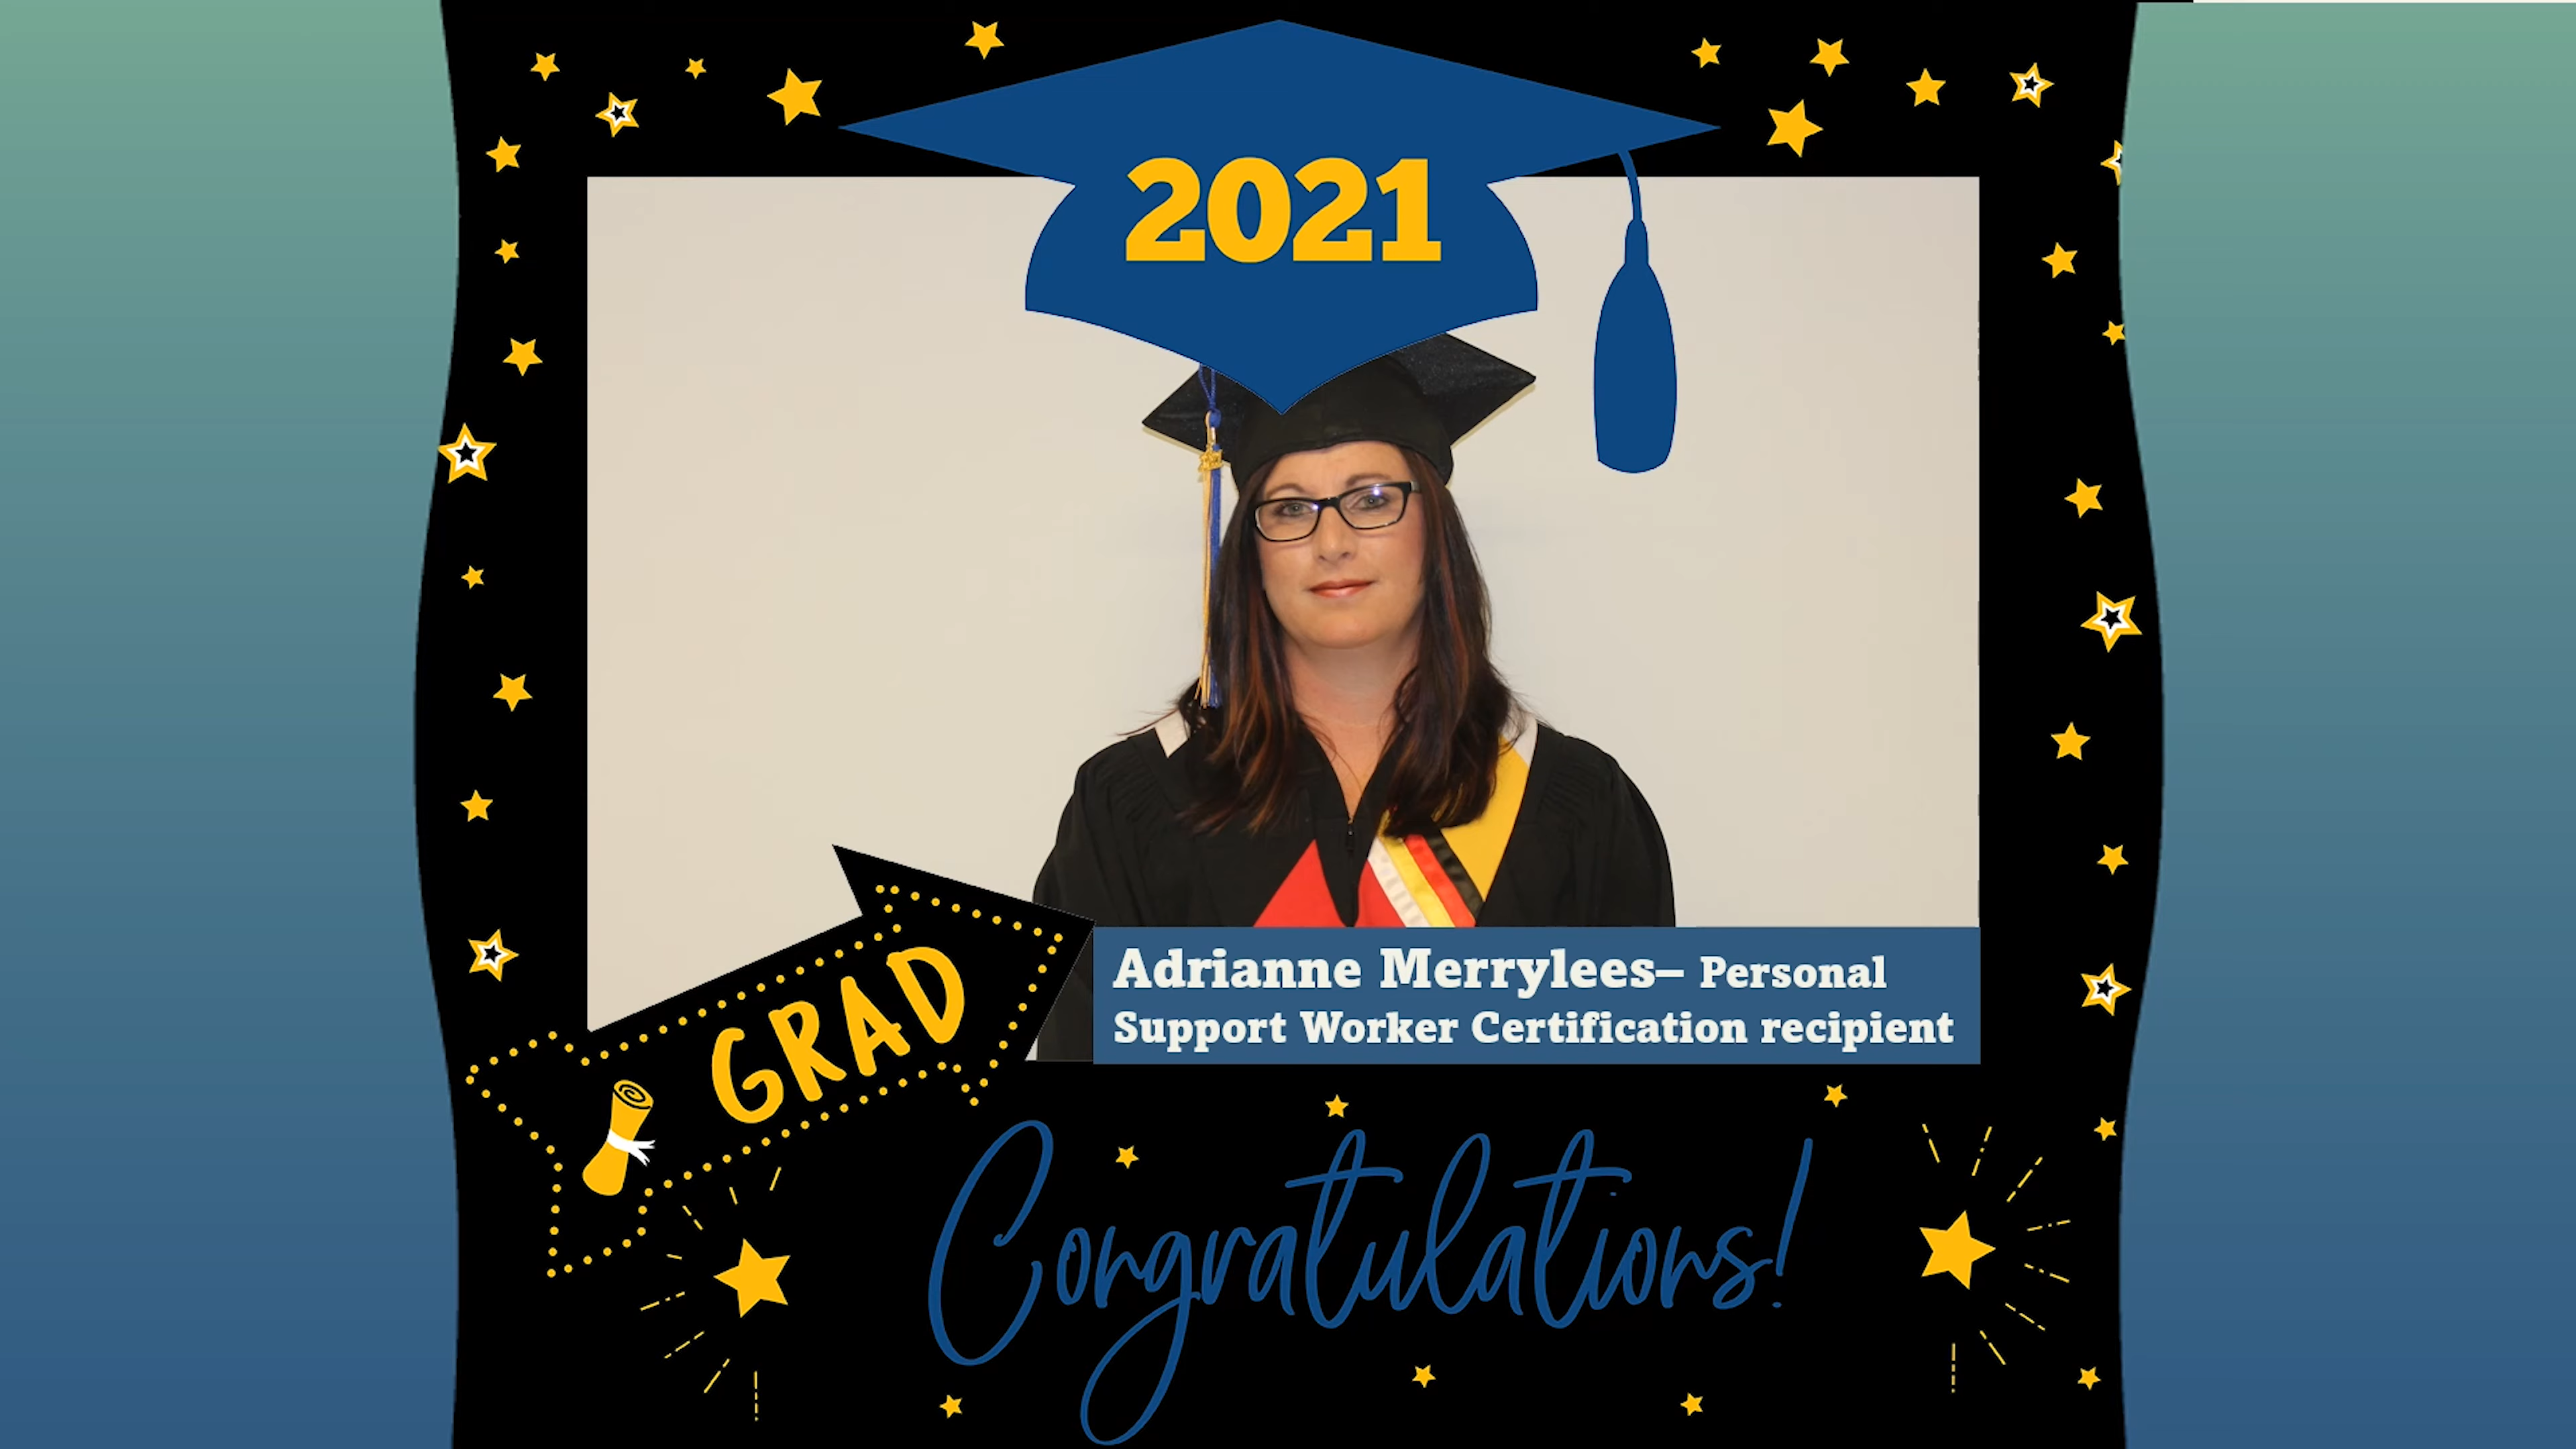 2021
Adrianne Merrylees– Personal
Support Worker Certification recipient
GRAD
Congratulations!